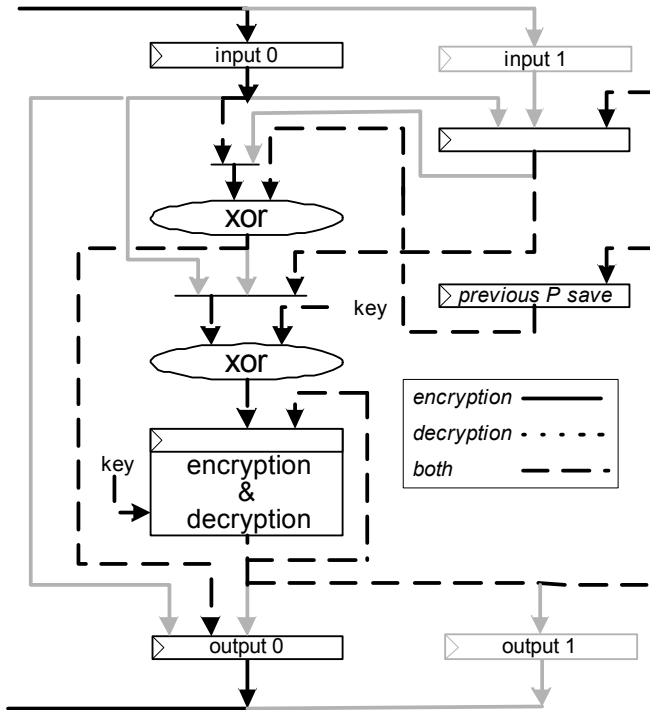 input 0
input 1
xor
previous P save
key
xor
encryption
decryption
both
key
encryption
&
decryption
output 0
output 1